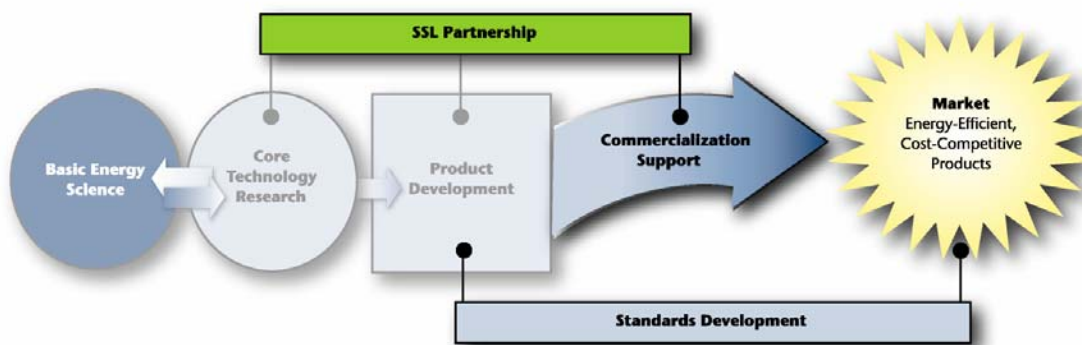 SSL Partnership
Basic Energy
Science
Core
Technology
Research
Product
Development
Commercialization
Support
Market
Energy-Efficient,
Cost-Competitive
Products
Standards Development